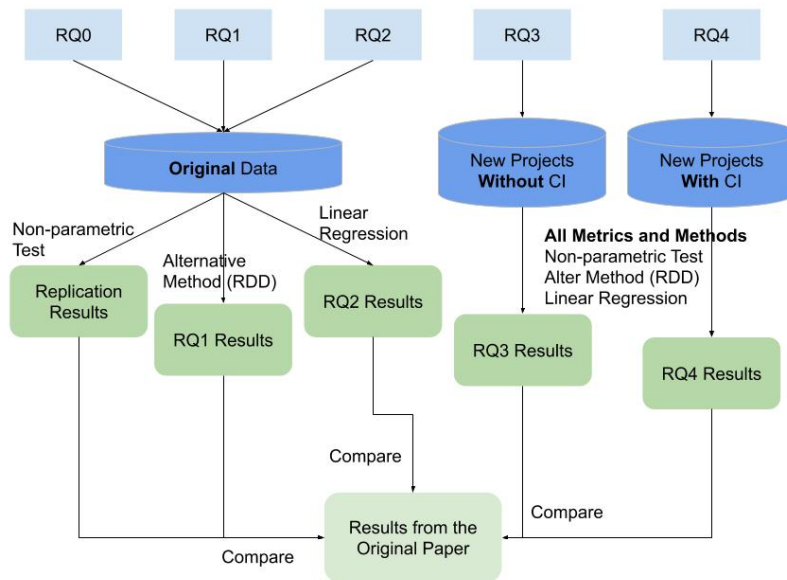 RQ0
RQ1
RQ2
RQ3
RQ4
Original Data
New Projects
Without CI
New Projects
With CI
Non-parametric
Test
Alternative
Method (RDD)
Linear
Regression
All Metrics and Methods
Non-parametric Test
Alter Method (RDD)
Linear Regression
Replication
Results
RQ1 Results
RQ2 Results
RQ3 Results
RQ4 Results
Compare
Compare
Compare
Results from the
Original Paper